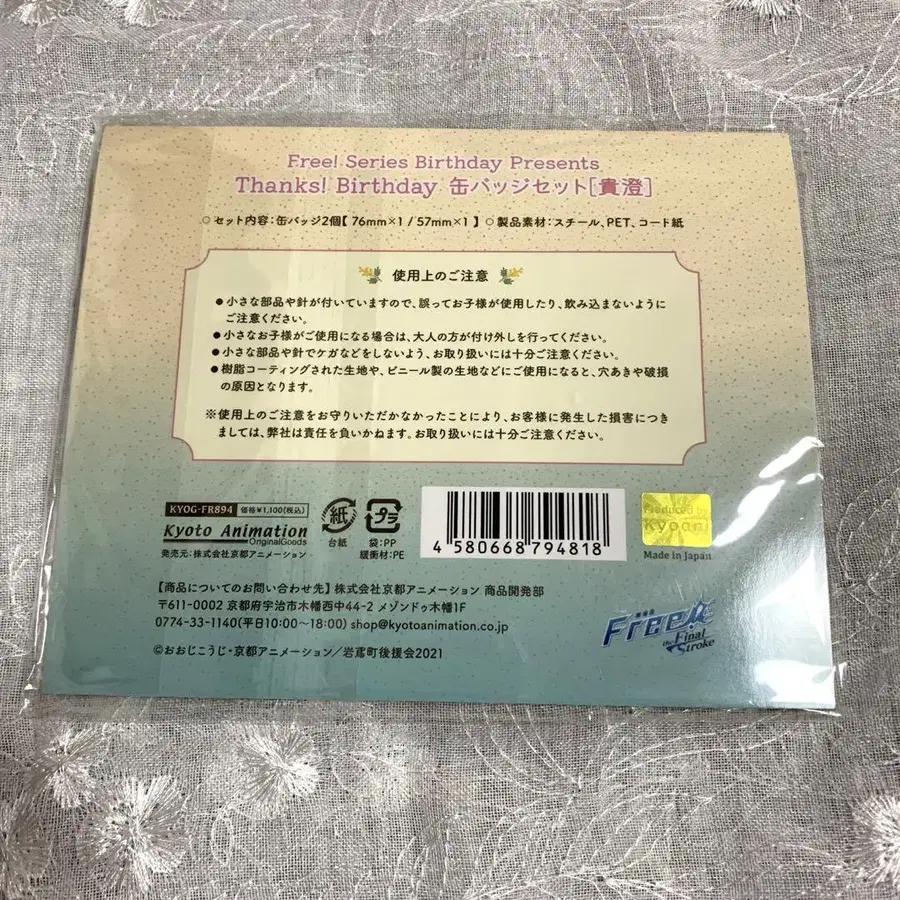 Free! Series Birthday Presents
Thanks! Birthday 缶バッジセット[貴澄]
○セット内容:缶バッジ2個【 76mm×1 / 57mm×1 】 ○製品素材:スチール、PET、コート紙
使用上のご注意
●小さな部品や針が付いていますので、誤ってお子様が使用したり、飲み込まないように
ご注意ください。
●小さなお子様がご使用になる場合は、大人の方が付け外しを行ってください。
●小さな部品や針でケガなどをしないよう、お取り扱いには十分ご注意ください。
●樹脂コーティングされた生地や、ビニール製の生地などにご使用になると、穴あきや破損
の原因となります。
※使用上のご注意をお守りいただかなかったことにより、お客様に発生した損害につき
ましては、弊社は責任を負いかねます。お取り扱いには十分ご注意ください。
KYOG-FR894 価格¥1,100(税込)
Kyoto Animation
OriginalGoods
発売元:株式会社京都アニメーション
紙
台紙
プラ
袋:PP
緩衝材:PE
4 580668 794818
Produced by
Kyoani
Made in Japan
【商品についてのお問い合わせ先】株式会社京都アニメーション 商品開発部
〒611-0002 京都府宇治市木幡西中44-2 メゾンドゥ木幡1F
0774-33-1140(平日10:00~18:00) shop@kyotoanimation.co.jp
©おおじこうじ・京都アニメーション/岩鳶町後援会2021
劇場版
Free!
the Final
Stroke